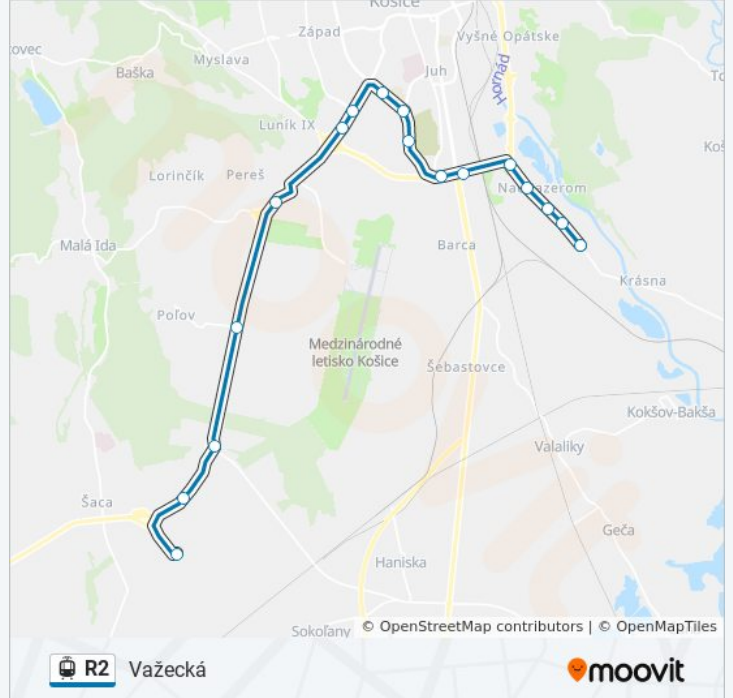 Košice
ovec
Západ
Vyšné Opátske
Myslava
Baška
Juh
Hornád
Luník IX
Lorinčík
Pereš
Nad jazerom
Malá Ida
Barca
Krásna
Poľov
Medzinárodné
letisko Košice
Šebastovce
Kokšov-Bakša
Valaliky
Šaca
Geča
Haniska
Sokoľany
© OpenStreetMap contributors | © OpenMapTiles
R2 Važecká
moovit